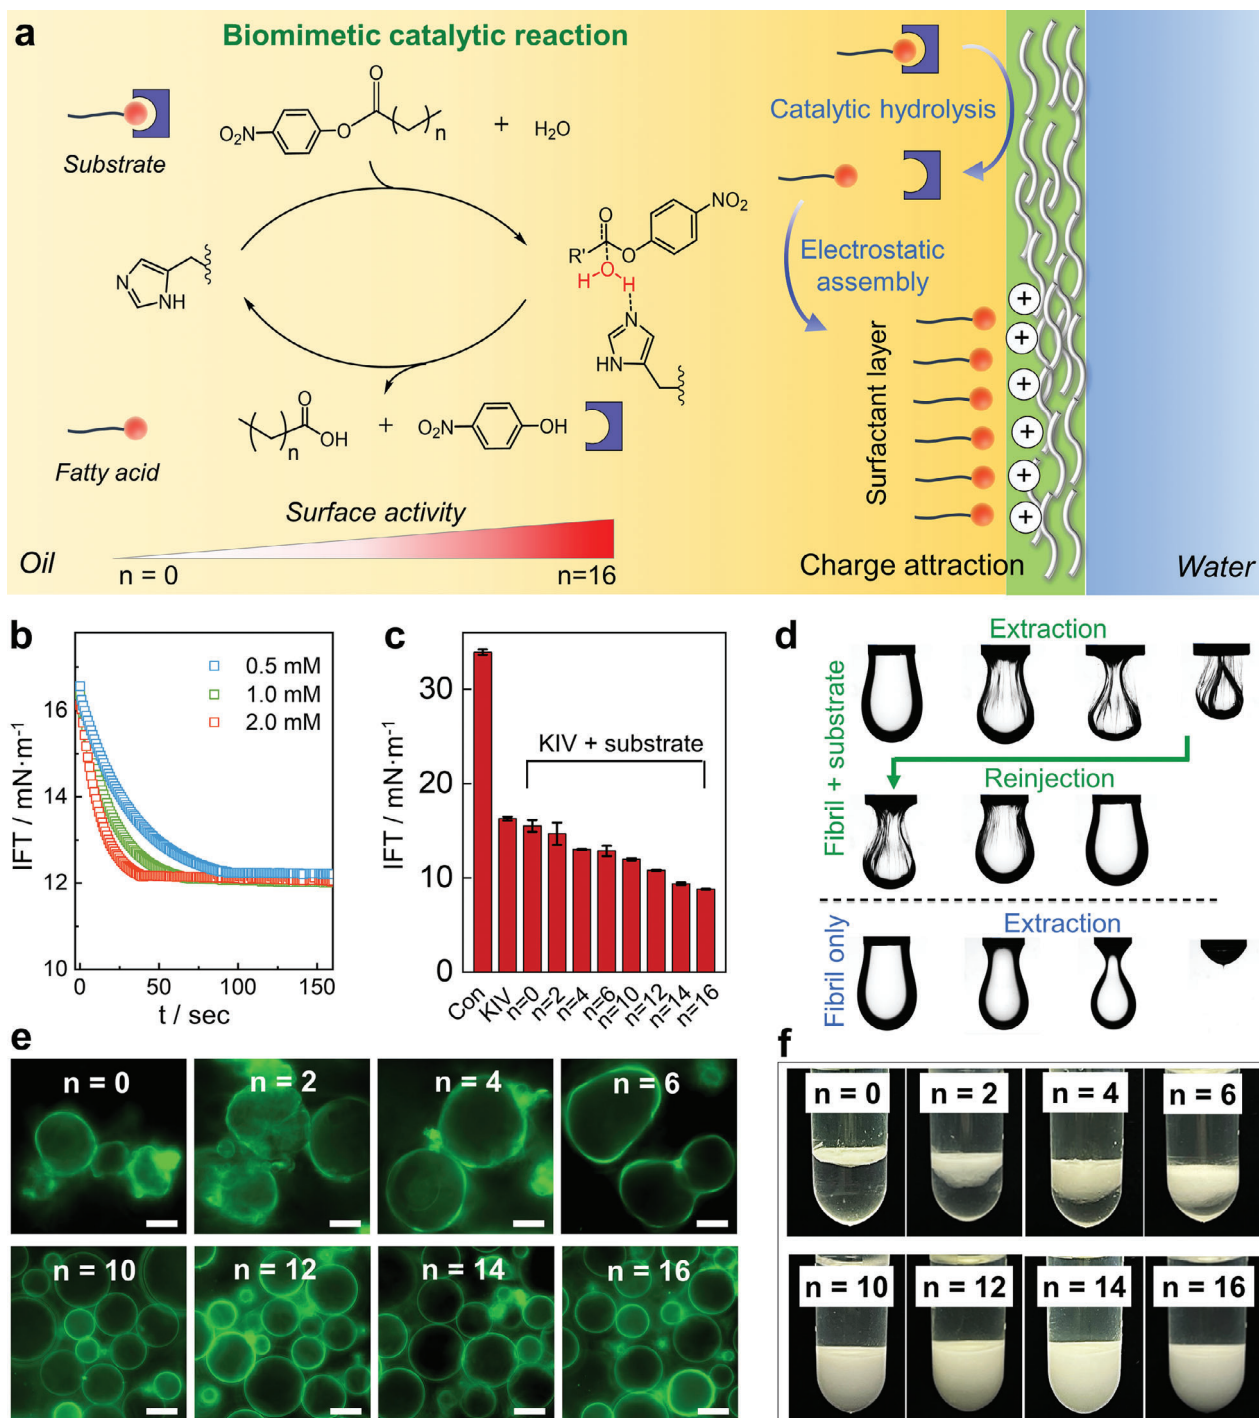 a
Biomimetic catalytic reaction
Substrate
O₂N
O
O
n
+
H₂O
N
NH
R'
O
O
NO₂
H
O
H
N
HN
Fatty acid
n
O
OH
+
O₂N
OH
Surface activity
n = 0
n=16
Oil
Catalytic hydrolysis
Electrostatic
assembly
Surfactant layer
+
+
+
+
+
+
Charge attraction
Water
b
IFT / mN·m⁻¹
16
14
12
10
0
50
100
150
t / sec
0.5 mM
1.0 mM
2.0 mM
c
IFT / mN·m⁻¹
30
20
10
0
KIV + substrate
Con
KIV
n=0
n=2
n=4
n=6
n=10
n=12
n=14
n=16
d
Fibril + substrate
Extraction
Reinjection
Fibril only
Extraction
e
n = 0
n = 2
n = 4
n = 6
n = 10
n = 12
n = 14
n = 16
f
n = 0
n = 2
n = 4
n = 6
n = 10
n = 12
n = 14
n = 16